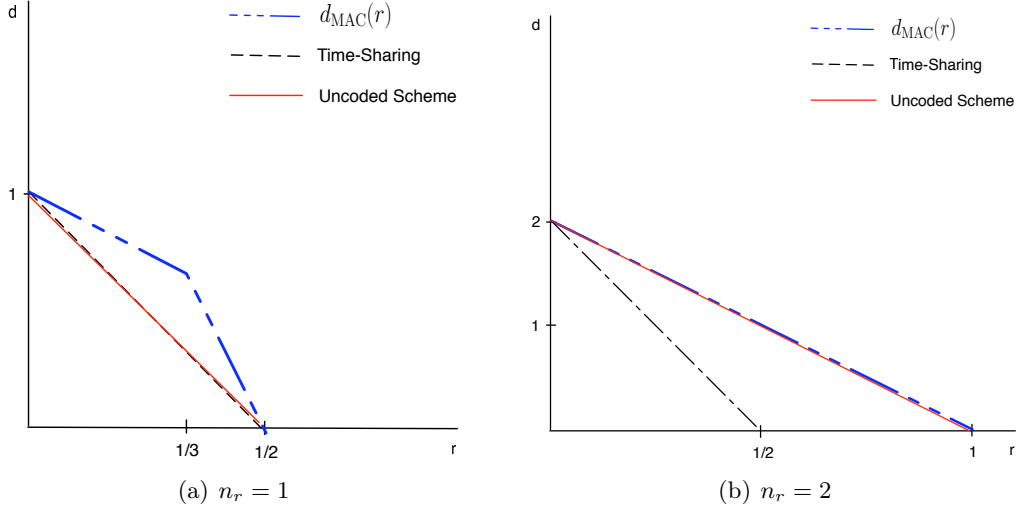 d
d_MAC(r)
Time-Sharing
Uncoded Scheme
1
1/3
1/2
r
(a) n_r = 1
d
d_MAC(r)
Time-Sharing
Uncoded Scheme
2
1
1/2
1
r
(b) n_r = 2